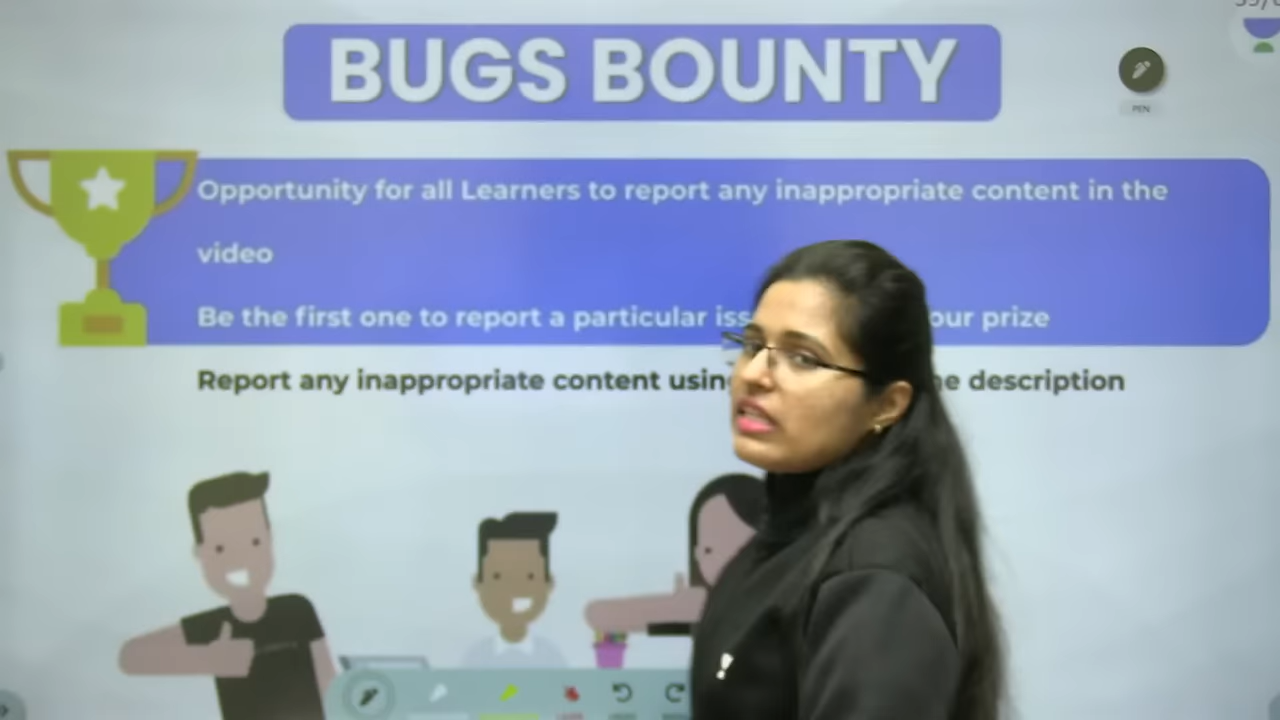 BUGS BOUNTY
PEN
Opportunity for all Learners to report any inappropriate content in the
video
Be the first one to report a particular our prize
Report any inappropriate content description